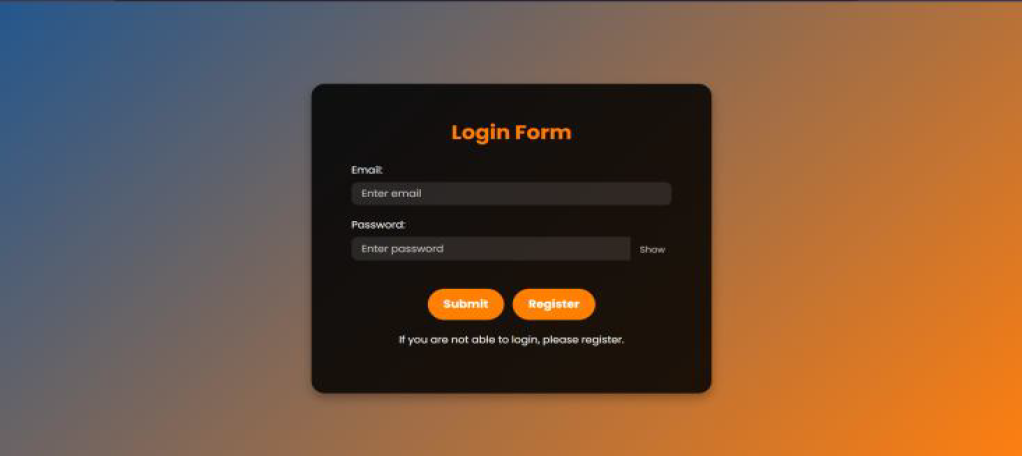 Login Form
Email:
Enter email
Password:
Enter password
Show
Submit
Register
If you are not able to login, please register.